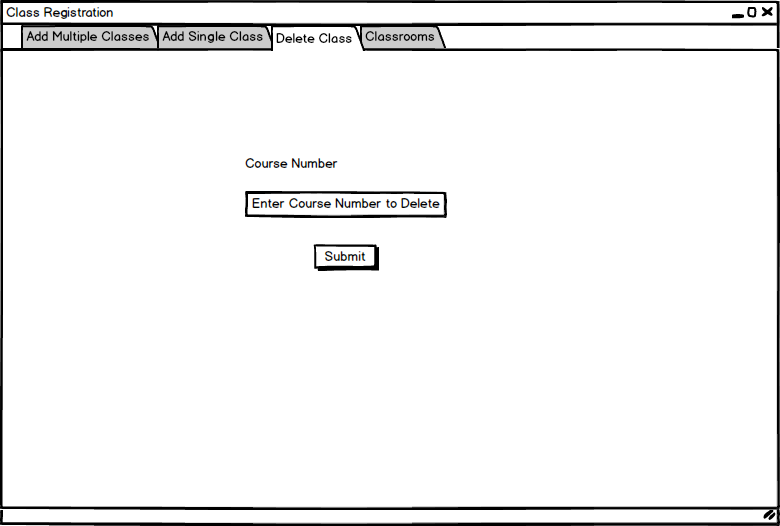 Class Registration
Add Multiple Classes Add Single Class Delete Class Classrooms
Course Number
Enter Course Number to Delete
Submit